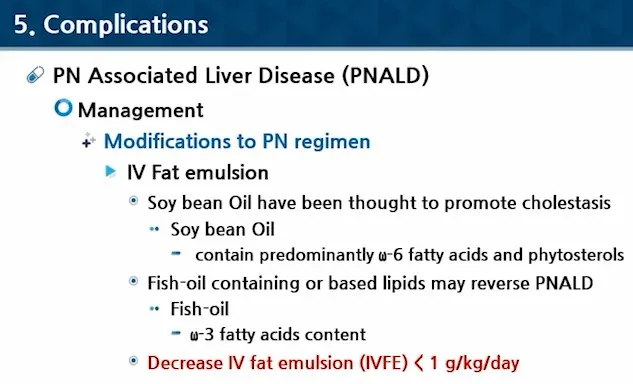 5. Complications
PN Associated Liver Disease (PNALD)
Management
Modifications to PN regimen
IV Fat emulsion
Soy bean Oil have been thought to promote cholestasis
Soy bean Oil
contain predominantly ω-6 fatty acids and phytosterols
Fish-oil containing or based lipids may reverse PNALD
Fish-oil
ω-3 fatty acids content
Decrease IV fat emulsion (IVFE) < 1 g/kg/day